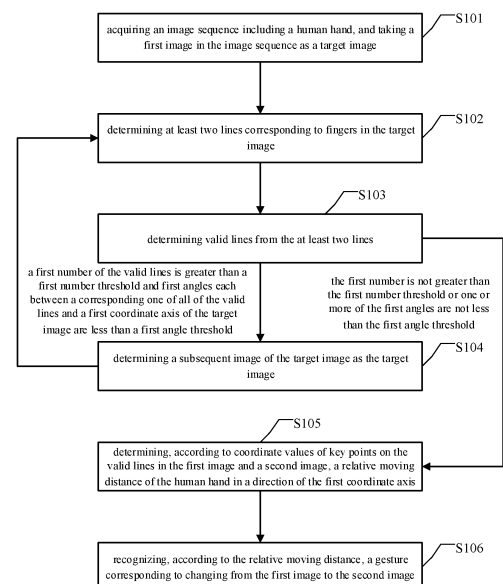 S101
acquiring an image sequence including a human hand, and taking a
first image in the image sequence as a target image
S102
determining at least two lines corresponding to fingers in the target
image
S103
determining valid lines from the at least two lines
a first number of the valid lines is greater than a
first number threshold and first angles each
between a corresponding one of all of the valid
lines and a first coordinate axis of the target
image are less than a first angle threshold
the first number is not greater than
the first number threshold or one or
more of the first angles are not less
than the first angle threshold
S104
determining a subsequent image of the target image as the target
image
S105
determining, according to coordinate values of key points on the
valid lines in the first image and a second image, a relative moving
distance of the human hand in a direction of the first coordinate axis
S106
recognizing, according to the relative moving distance, a gesture
corresponding to changing from the first image to the second image